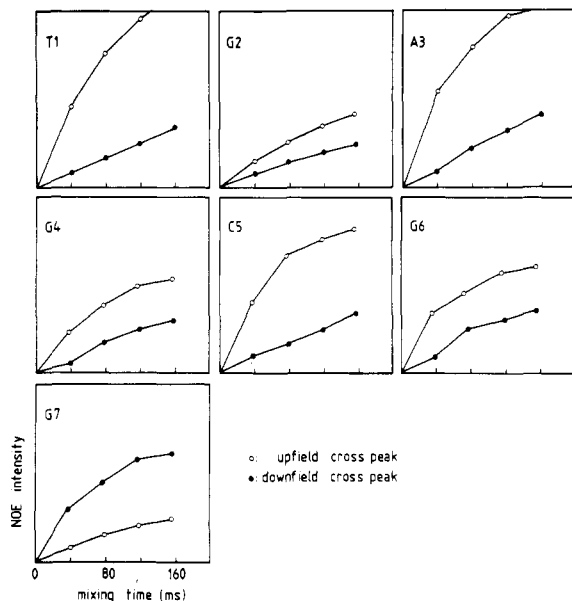 T1
G2
A3
G4
C5
G6
G7
NOE intensity
o: upfield cross peak
•: downfield cross peak
0 80 160
mixing time (ms)